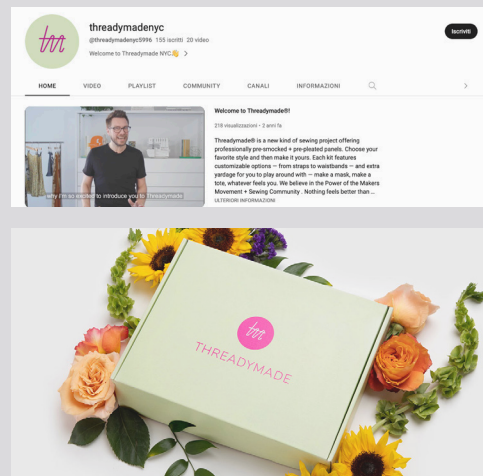 tm
threadymadenyc
@threadymadenyc5996 155 iscritti 20 video
Welcome to Threadymade NYC.👋 >
Iscriviti
HOME VIDEO PLAYLIST COMMUNITY CANALI INFORMAZIONI
Welcome to Threadymade®!
218 visualizzazioni • 2 anni fa
Threadymade® is a new kind of sewing project offering
professionally pre-smocked + pre-pleated panels. Choose your
favorite style and then make it yours. Each kit features
customizable options — from straps to waistbands — and extra
yardage for you to play around with — make a mask, make a
tote, whatever feels you. We believe in the Power of the Makers
Movement + Sewing Community . Nothing feels better than ...
ULTERIORI INFORMAZIONI
why I'm so excited to introduce you to Threadymade
tm
THREADYMADE